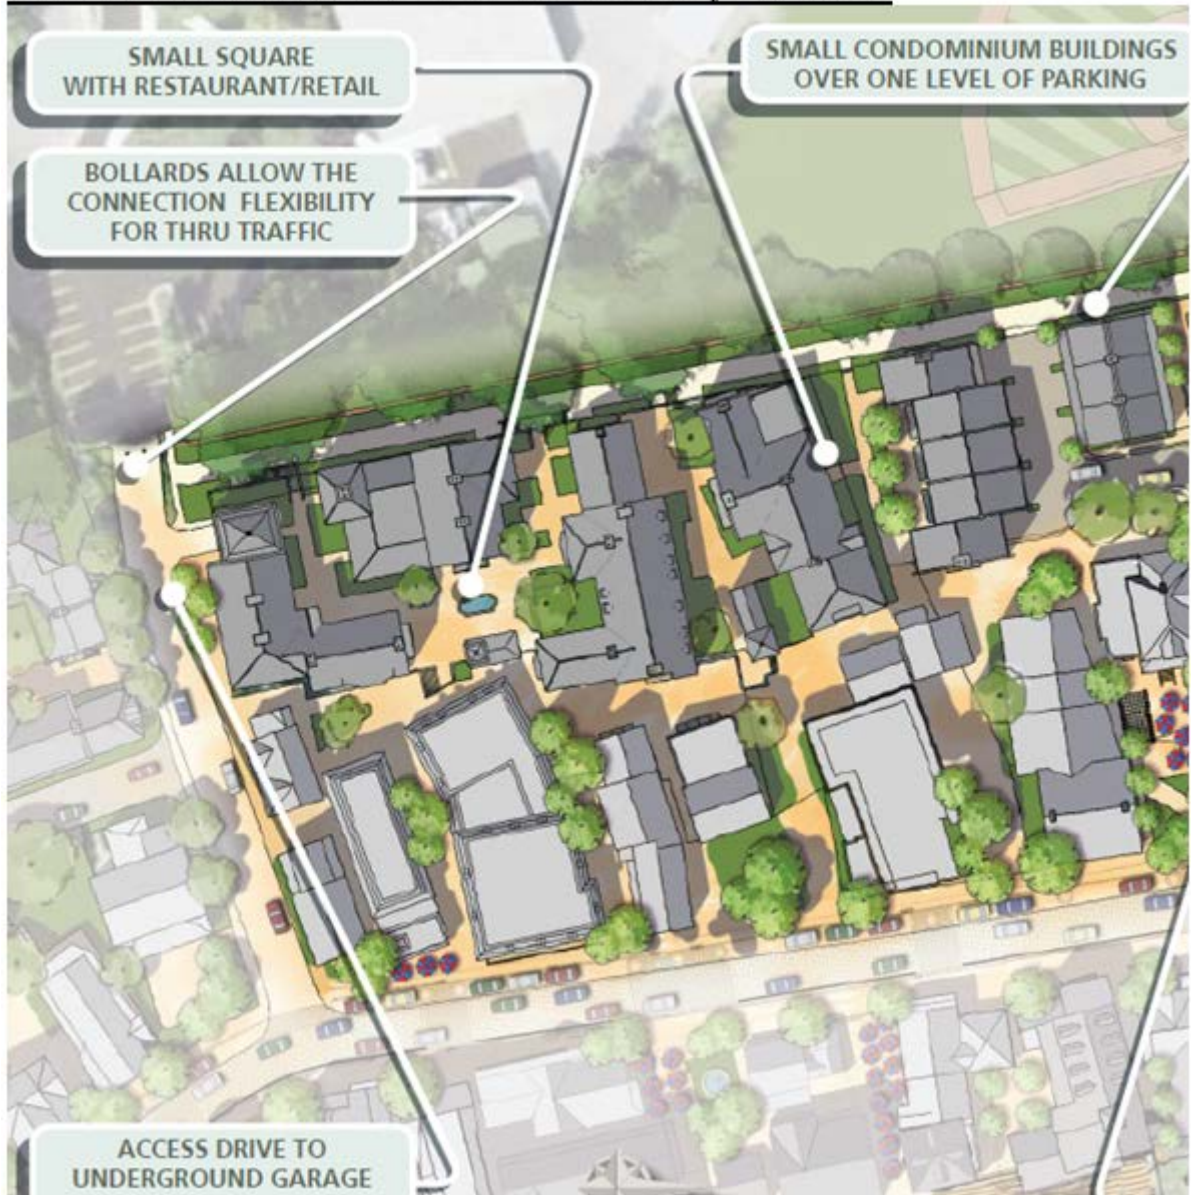 SMALL SQUARE
WITH RESTAURANT/RETAIL
SMALL CONDOMINIUM BUILDINGS
OVER ONE LEVEL OF PARKING
BOLLARDS ALLOW THE
CONNECTION FLEXIBILITY
FOR THRU TRAFFIC
ACCESS DRIVE TO
UNDERGROUND GARAGE